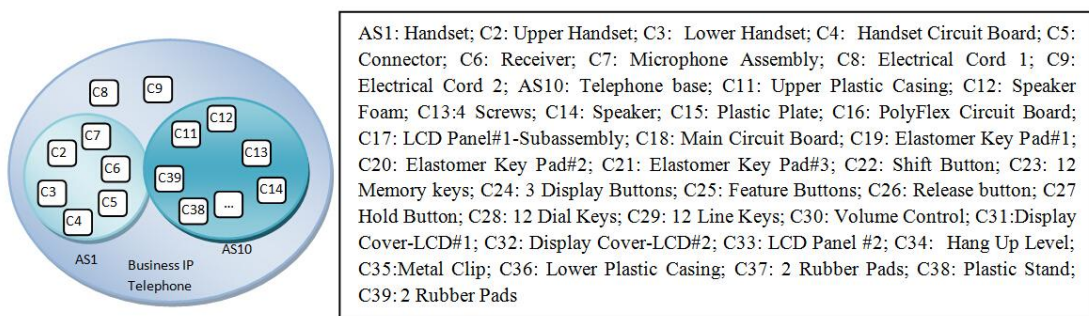 C8
C9
C7
C2
C6
C3
C5
C4
C12
C11
C13
C39
C14
C38
...
AS1
AS10
Business IP
Telephone
AS1: Handset; C2: Upper Handset; C3: Lower Handset; C4: Handset Circuit Board; C5:
Connector; C6: Receiver; C7: Microphone Assembly; C8: Electrical Cord 1; C9:
Electrical Cord 2; AS10: Telephone base; C11: Upper Plastic Casing; C12: Speaker
Foam; C13:4 Screws; C14: Speaker; C15: Plastic Plate; C16: PolyFlex Circuit Board;
C17: LCD Panel#1-Subassembly; C18: Main Circuit Board; C19: Elastomer Key Pad#1;
C20: Elastomer Key Pad#2; C21: Elastomer Key Pad#3; C22: Shift Button; C23: 12
Memory keys; C24: 3 Display Buttons; C25: Feature Buttons; C26: Release button; C27
Hold Button; C28: 12 Dial Keys; C29: 12 Line Keys; C30: Volume Control; C31:Display
Cover-LCD#1; C32: Display Cover-LCD#2; C33: LCD Panel #2; C34: Hang Up Level;
C35:Metal Clip; C36: Lower Plastic Casing; C37: 2 Rubber Pads; C38: Plastic Stand;
C39: 2 Rubber Pads